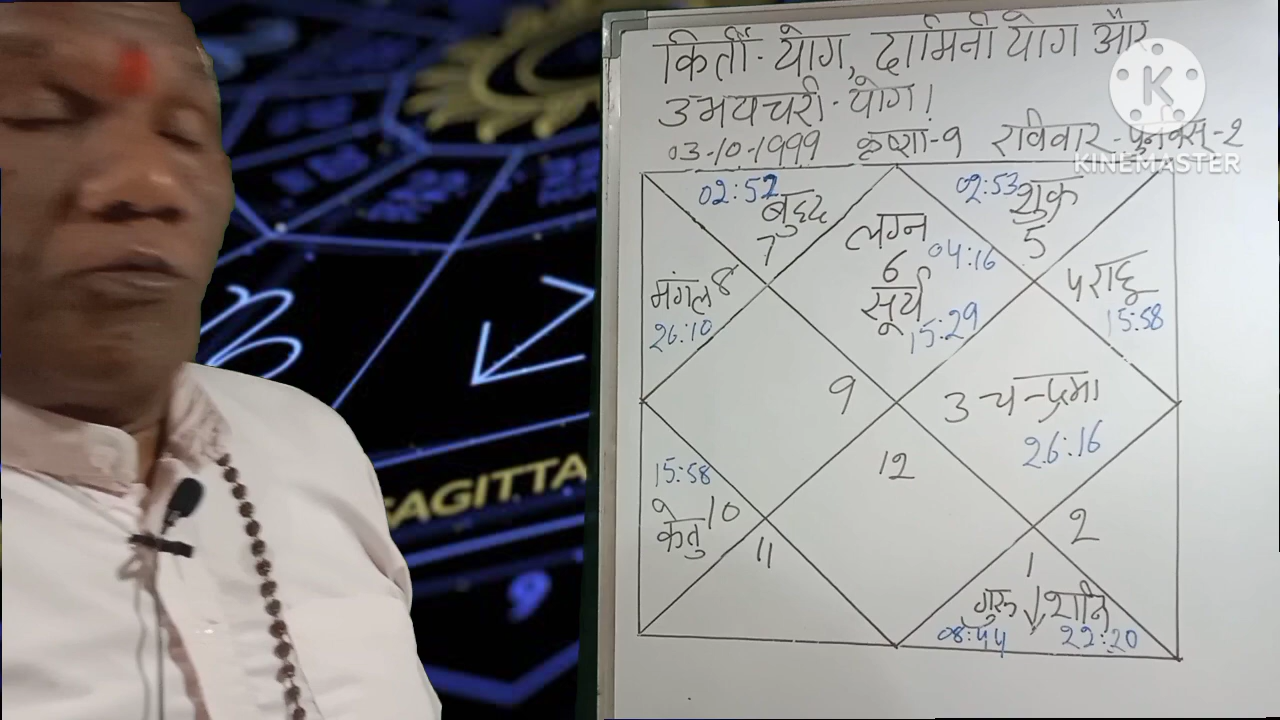 किर्ती-योग, दामिनी योग और
उभयचरी-योग।
03-10-1999 कृष्णा-9 रविवार-पुर्नवसु-2
K
KINEMASTER
02:52
बुद्ध
7
लग्न
04:16
6
सूर्य
15:29
02:53
शुक्र
5
मंगल 8
26:10
4 राहू
15:58
9
3 चन्द्रमा
26:16
12
15:58
केतु 10
11
2
1
गुरू ↓ शनि
08:44 22:20
SAGITTA
9